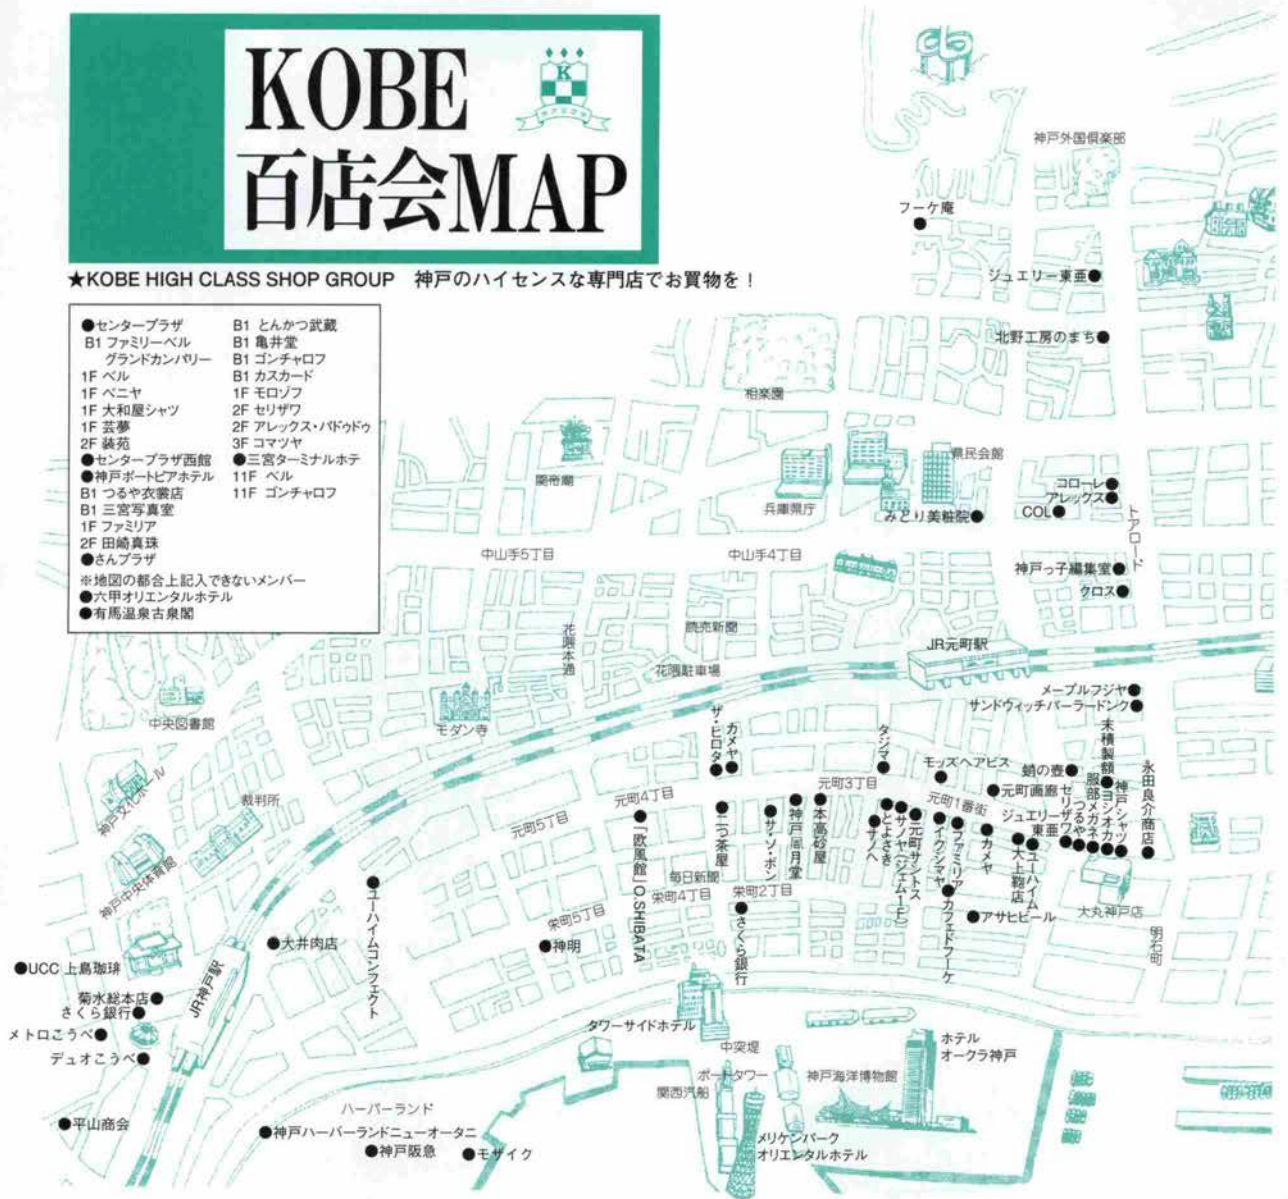 KOBE
百店会MAP
K
★KOBE HIGH CLASS SHOP GROUP 神戸のハイセンスな専門店でお買物を！
●センタープラザ
B1 ファミリーベル
グランドカンパリー
1F ベル
1F ベニヤ
1F 大和屋シャツ
1F 芸夢
2F 装苑
●センタープラザ西館
●神戸ポートピアホテル
B1 つるや衣裳店
B1 三宮写真室
1F ファミリア
2F 田崎真珠
●さんプラザ
B1 とんかつ武蔵
B1 亀井堂
B1 ゴンチャロフ
B1 カスカード
1F モロゾフ
2F セリザワ
2F アレックス・パドゥドゥ
3F コマツヤ
●三宮ターミナルホテ
11F ベル
11F ゴンチャロフ
※地図の都合上記入できないメンバー
●六甲オリエンタルホテル
●有馬温泉古泉閣
神戸外国倶楽部
フーケ庵
ジュエリー東亜●
北野工房のまち●
相楽園
関帝廟
兵庫県庁
県民会館
みどり美粧院●
コローレ●
アレックス●
COL●
トアロード
中山手5丁目
中山手4丁目
神戸っ子編集室●
クロス●
花隈本通
読売新聞
花隈駐車場
JR元町駅
メープルフジヤ●
サンドウィッチパーラードンク●
中央図書館
モダン寺
ザ・ヒロタ●
カメヤ●
タジマ●
モッズヘアビス
蛸の壺●
●元町画廊
末積製額●
永田良介商店●
神戸文化ホール
裁判所
元町5丁目
元町4丁目
元町3丁目
元町1番街
●「欧風館」O.SHIBATA
●二つ茶屋
●サ・ソ・ボン
●神戸凮月堂
●本高砂屋
●サノヘ
●とよさき
●サノヤ(ジェム1F)
●元町サントス
●イクシマヤ
●ファミリア
●カメヤ
●大上鞄店
●ユーハイム
ジュエリー
東亜●
セリザワ●
つるや●
服部メガネ●
ヨシオカ●
神戸シャツ●
神戸中央体育館
毎日新聞
栄町5丁目
栄町4丁目
栄町2丁目
●さくら銀行
●カフェドフーケ
●アサヒビール
大丸神戸店
明石町
●ユーハイムコンフェクト
●大井肉店
●神明
●UCC 上島珈琲
JR神戸駅
菊水総本店●
さくら銀行●
メトロこうべ●
デュオこうべ●
タワーサイドホテル
中突堤
ポートタワー
関西汽船
神戸海洋博物館
ホテル
オークラ神戸
●平山商会
ハーバーランド
●神戸ハーバーランドニューオータニ
●神戸阪急
●モザイク
メリケンパーク
オリエンタルホテル